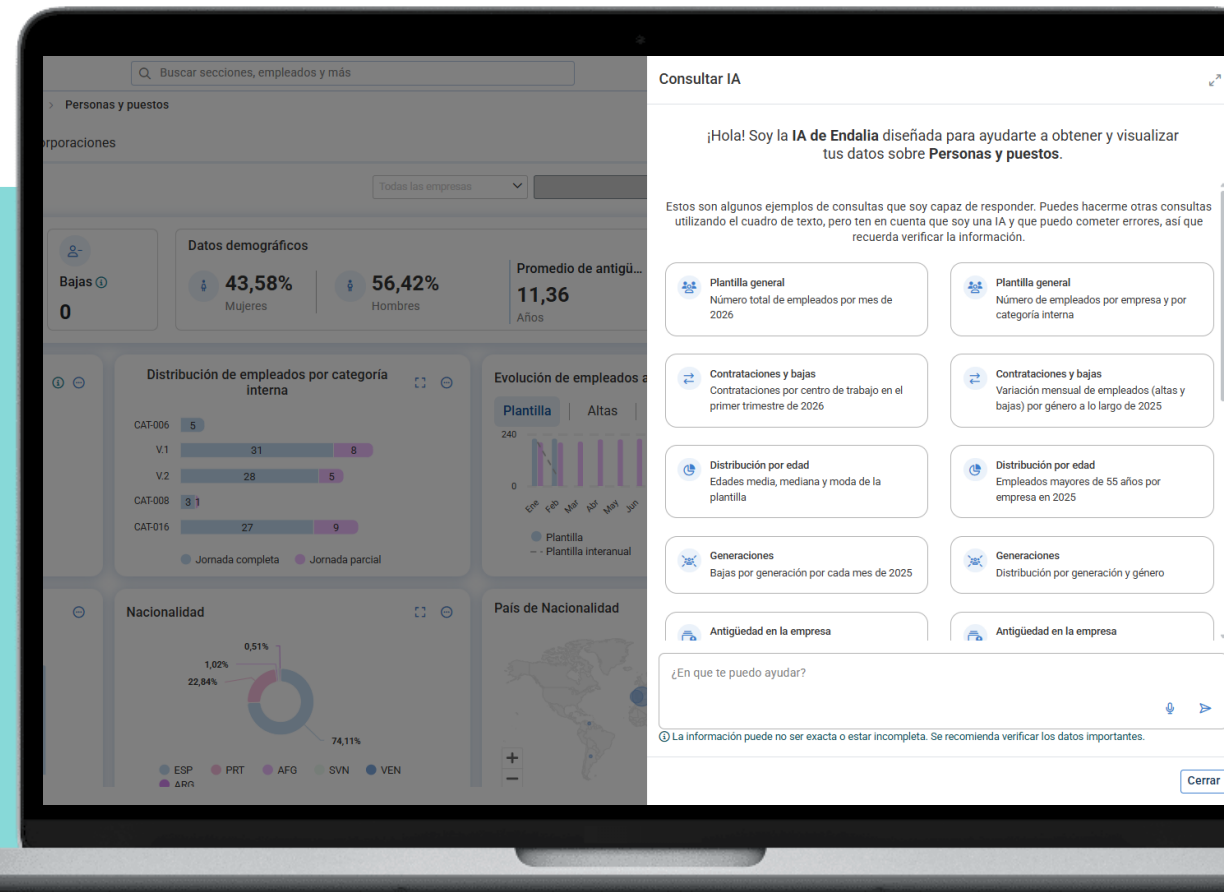 Buscar secciones, empleados y más
Personas y puestos
orporaciones
Todas las empresas
Bajas
0
Datos demográficos
43,58%
Mujeres
56,42%
Hombres
Promedio de antigü...
11,36
Años
Distribución de empleados por categoría
interna
CAT-006
5
V.1
31
8
V.2
28
5
CAT-008
3
1
CAT-016
27
9
Jornada completa
Jornada parcial
Evolución de empleados a
Plantilla
Altas
240
0
Ene
Feb
Mar
Abr
May
Jun
Plantilla
Plantilla interanual
Nacionalidad
0,51%
1,02%
22,84%
74,11%
ESP
PRT
AFG
SVN
VEN
ARG
País de Nacionalidad
+
−
Consultar IA
¡Hola! Soy la IA de Endalia diseñada para ayudarte a obtener y visualizar
tus datos sobre Personas y puestos.
Estos son algunos ejemplos de consultas que soy capaz de responder. Puedes hacerme otras consultas
utilizando el cuadro de texto, pero ten en cuenta que soy una IA y que puedo cometer errores, así que
recuerda verificar la información.
Plantilla general
Número total de empleados por mes de
2026
Plantilla general
Número de empleados por empresa y por
categoría interna
Contrataciones y bajas
Contrataciones por centro de trabajo en el
primer trimestre de 2026
Contrataciones y bajas
Variación mensual de empleados (altas y
bajas) por género a lo largo de 2025
Distribución por edad
Edades media, mediana y moda de la
plantilla
Distribución por edad
Empleados mayores de 55 años por
empresa en 2025
Generaciones
Bajas por generación por cada mes de 2025
Generaciones
Distribución por generación y género
Antigüedad en la empresa
Antigüedad en la empresa
¿En que te puedo ayudar?
La información puede no ser exacta o estar incompleta. Se recomienda verificar los datos importantes.
Cerrar